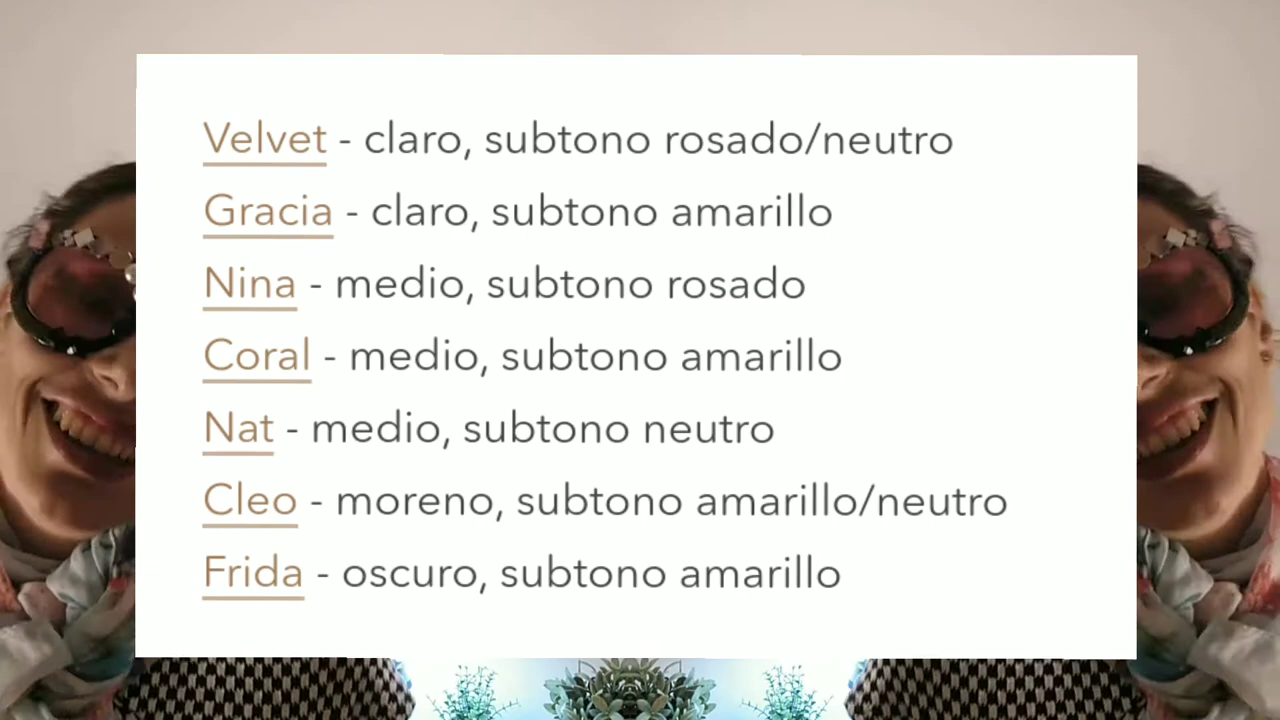 Velvet - claro, subtono rosado/neutro
Gracia - claro, subtono amarillo
Nina - medio, subtono rosado
Coral - medio, subtono amarillo
Nat - medio, subtono neutro
Cleo - moreno, subtono amarillo/neutro
Frida - oscuro, subtono amarillo